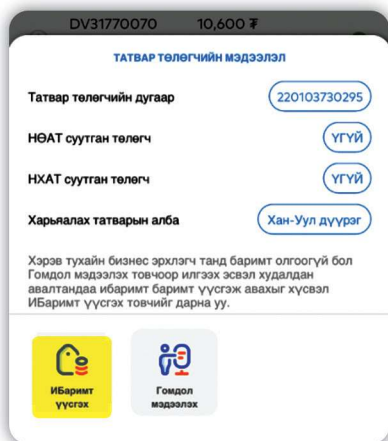 DV31770070 10,600 ₮
ТАТВАР ТӨЛӨГЧИЙН МЭДЭЭЛЭЛ
Татвар төлөгчийн дугаар 220103730295
НӨАТ суутган төлөгч ҮГҮЙ
НХАТ суутган төлөгч ҮГҮЙ
Харьяалах татварын алба Хан-Уул дүүрэг
Хэрэв тухайн бизнес эрхлэгч танд баримт олгоогүй бол
Гомдол мэдээлэх товчоор илгээх эсвэл худалдан
авалтандаа ибаримт баримт үүсгэж авахыг хүсвэл
ИБаримт үүсгэх товчийг дарна уу.
ИБаримт
үүсгэх
Гомдол
мэдээлэх